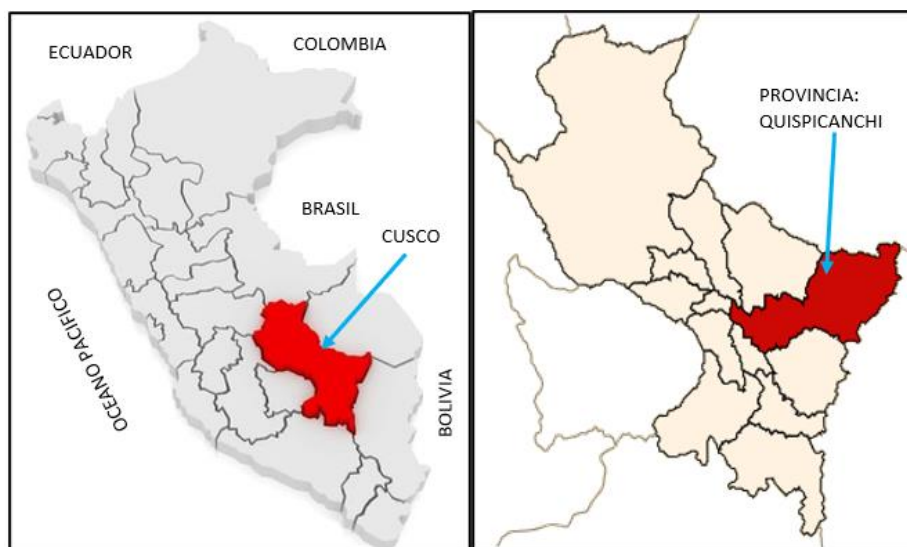 ECUADOR
COLOMBIA
BRASIL
CUSCO
OCEANO PACIFICO
BOLIVIA
PROVINCIA:
QUISPICANCHI